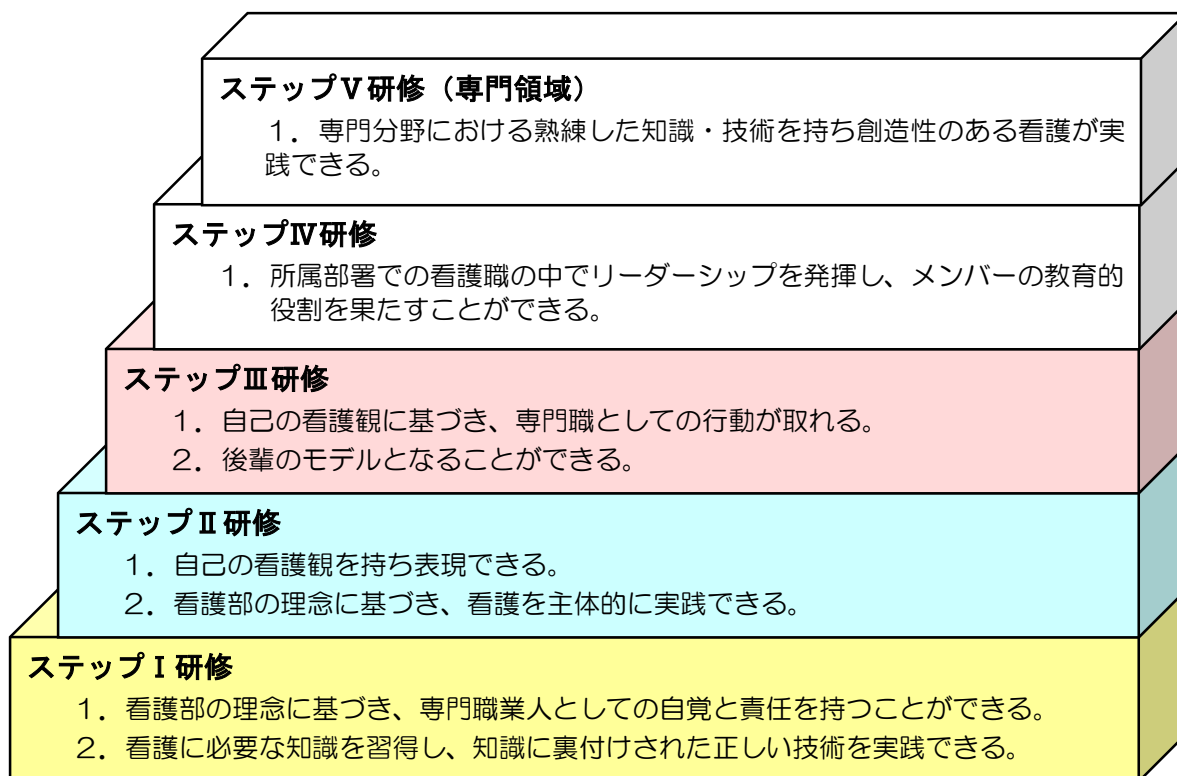 ステップⅤ研修（専門領域）
１．専門分野における熟練した知識・技術を持ち創造性のある看護が実
践できる。
ステップⅣ研修
１．所属部署での看護職の中でリーダーシップを発揮し、メンバーの教育的
役割を果たすことができる。
ステップⅢ研修
１．自己の看護観に基づき、専門職としての行動が取れる。
２．後輩のモデルとなることができる。
ステップⅡ研修
１．自己の看護観を持ち表現できる。
２．看護部の理念に基づき、看護を主体的に実践できる。
ステップⅠ研修
１．看護部の理念に基づき、専門職業人としての自覚と責任を持つことができる。
２．看護に必要な知識を習得し、知識に裏付けされた正しい技術を実践できる。